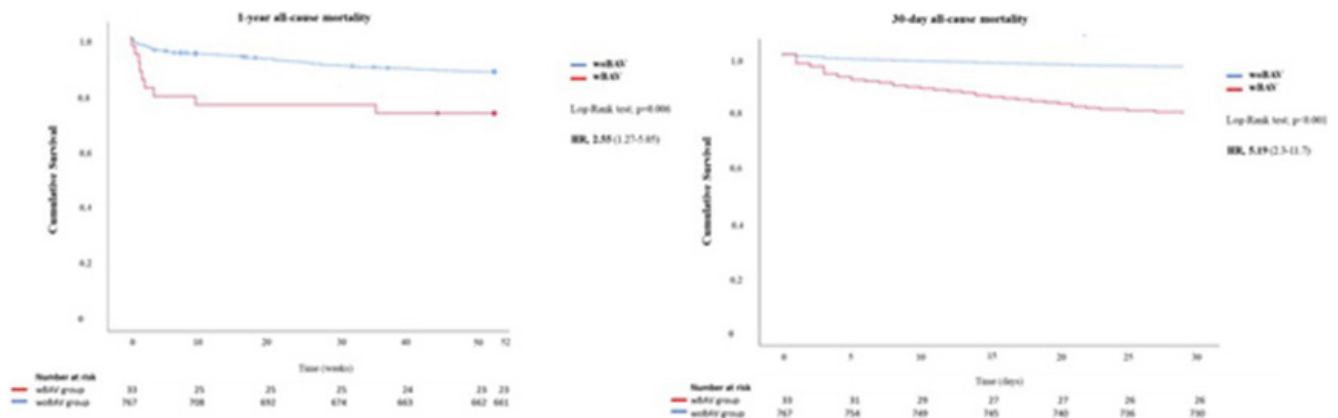 1-year all-cause mortality
Cumulative Survival
1,0
0,8
0,6
0,4
0,2
0
0 10 20 30 40 50 52
Time (weeks)
woBAV
wBAV
Log-Rank test; p=0.006
HR, 2.55 (1.27-5.05)
Number at risk
wBAV group 33 25 25 25 24 23 23
woBAV group 767 708 692 674 663 662 661
30-day all-cause mortality
Cumulative Survival
1,0
0,8
0,6
0,4
0,2
0
0 5 10 15 20 25 30
Time (days)
woBAV
wBAV
Log-Rank test; p<0.001
HR, 5.19 (2.3-11.7)
Number at risk
wBAV group 33 31 29 27 27 26 26
woBAV group 767 754 749 745 740 736 730